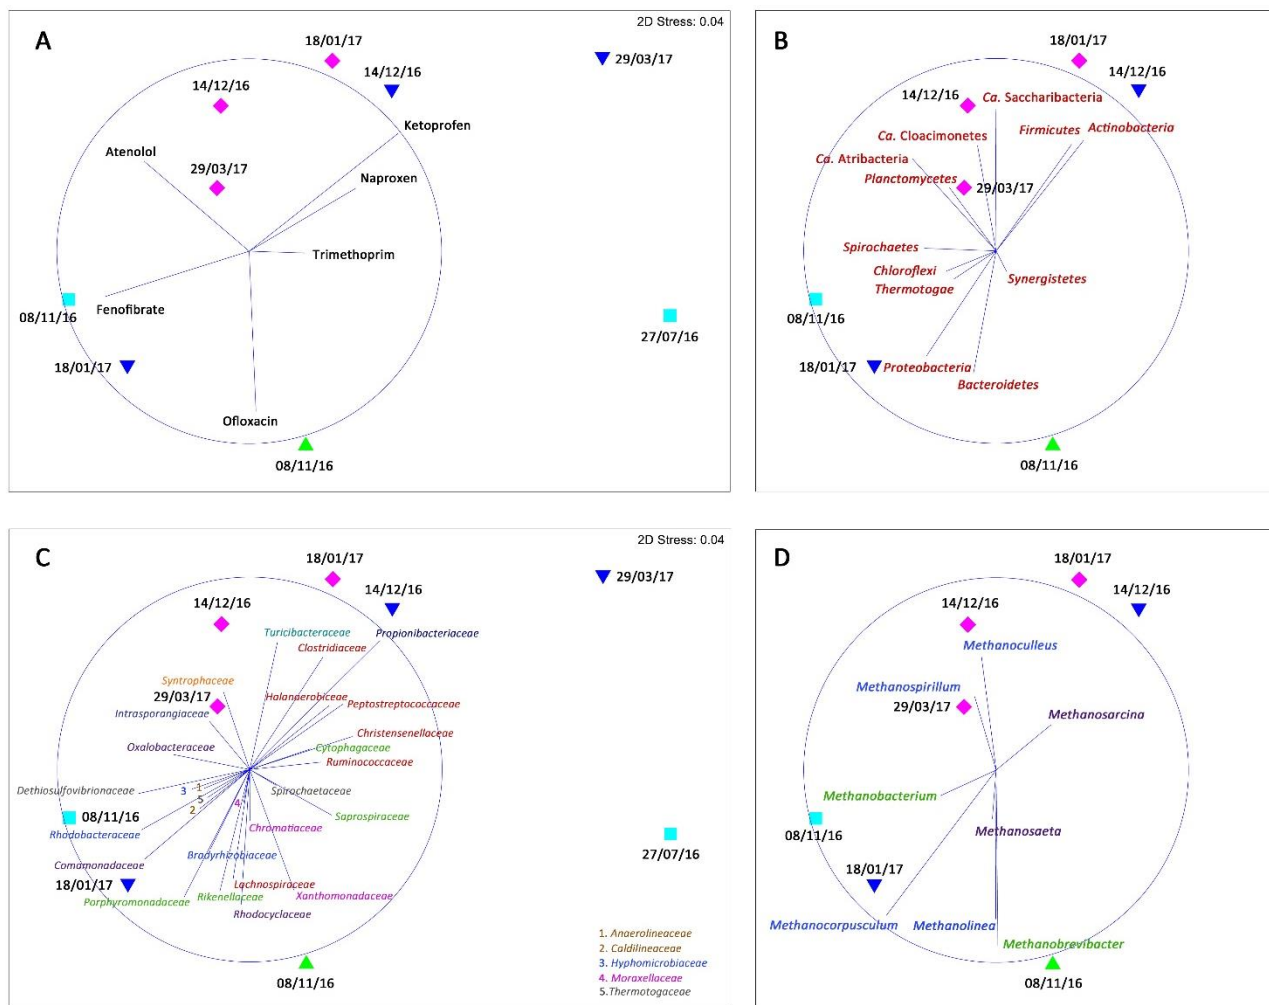 A
2D Stress: 0.04
18/01/17
29/03/17
14/12/16
14/12/16
Ketoprofen
Atenolol
29/03/17
Naproxen
Trimethoprim
Fenofibrate
08/11/16
27/07/16
18/01/17
Ofloxacin
08/11/16
B
18/01/17
14/12/16
14/12/16
Ca. Saccharibacteria
Ca. Cloacimonetes
Firmicutes
Actinobacteria
Ca. Atribacteria
Planctomycetes
29/03/17
Spirochaetes
Chloroflexi
Synergistetes
Thermotogae
08/11/16
18/01/17
Proteobacteria
Bacteroidetes
08/11/16
C
2D Stress: 0.04
18/01/17
29/03/17
14/12/16
14/12/16
Turicibacteraceae
Propionibacteriaceae
Clostridiaceae
Syntrophaceae
29/03/17
Halanaerobiceae
Intrasporangiaceae
Peptostreptococcaceae
Christensenellaceae
Oxalobacteraceae
Cytophagaceae
Ruminococcaceae
Dethiosulfovibrionaceae
3
1
5
2
4
Spirochaetaceae
08/11/16
Saprospiraceae
Rhodobacteraceae
Chromatiaceae
27/07/16
Comamonadaceae
Bradyrhizobiaceae
18/01/17
Lachnospiraceae
Porphyromonadaceae
Rikenellaceae
Xanthomonadaceae
Rhodocyclaceae
08/11/16
1. Anaerolineaceae
2. Caldilineaceae
3. Hyphomicrobiaceae
4. Moraxellaceae
5.Thermotogaceae
D
18/01/17
14/12/16
14/12/16
Methanoculleus
Methanospirillum
29/03/17
Methanosarcina
Methanobacterium
Methanosaeta
08/11/16
18/01/17
Methanocorpusculum
Methanolinea
Methanobrevibacter
08/11/16